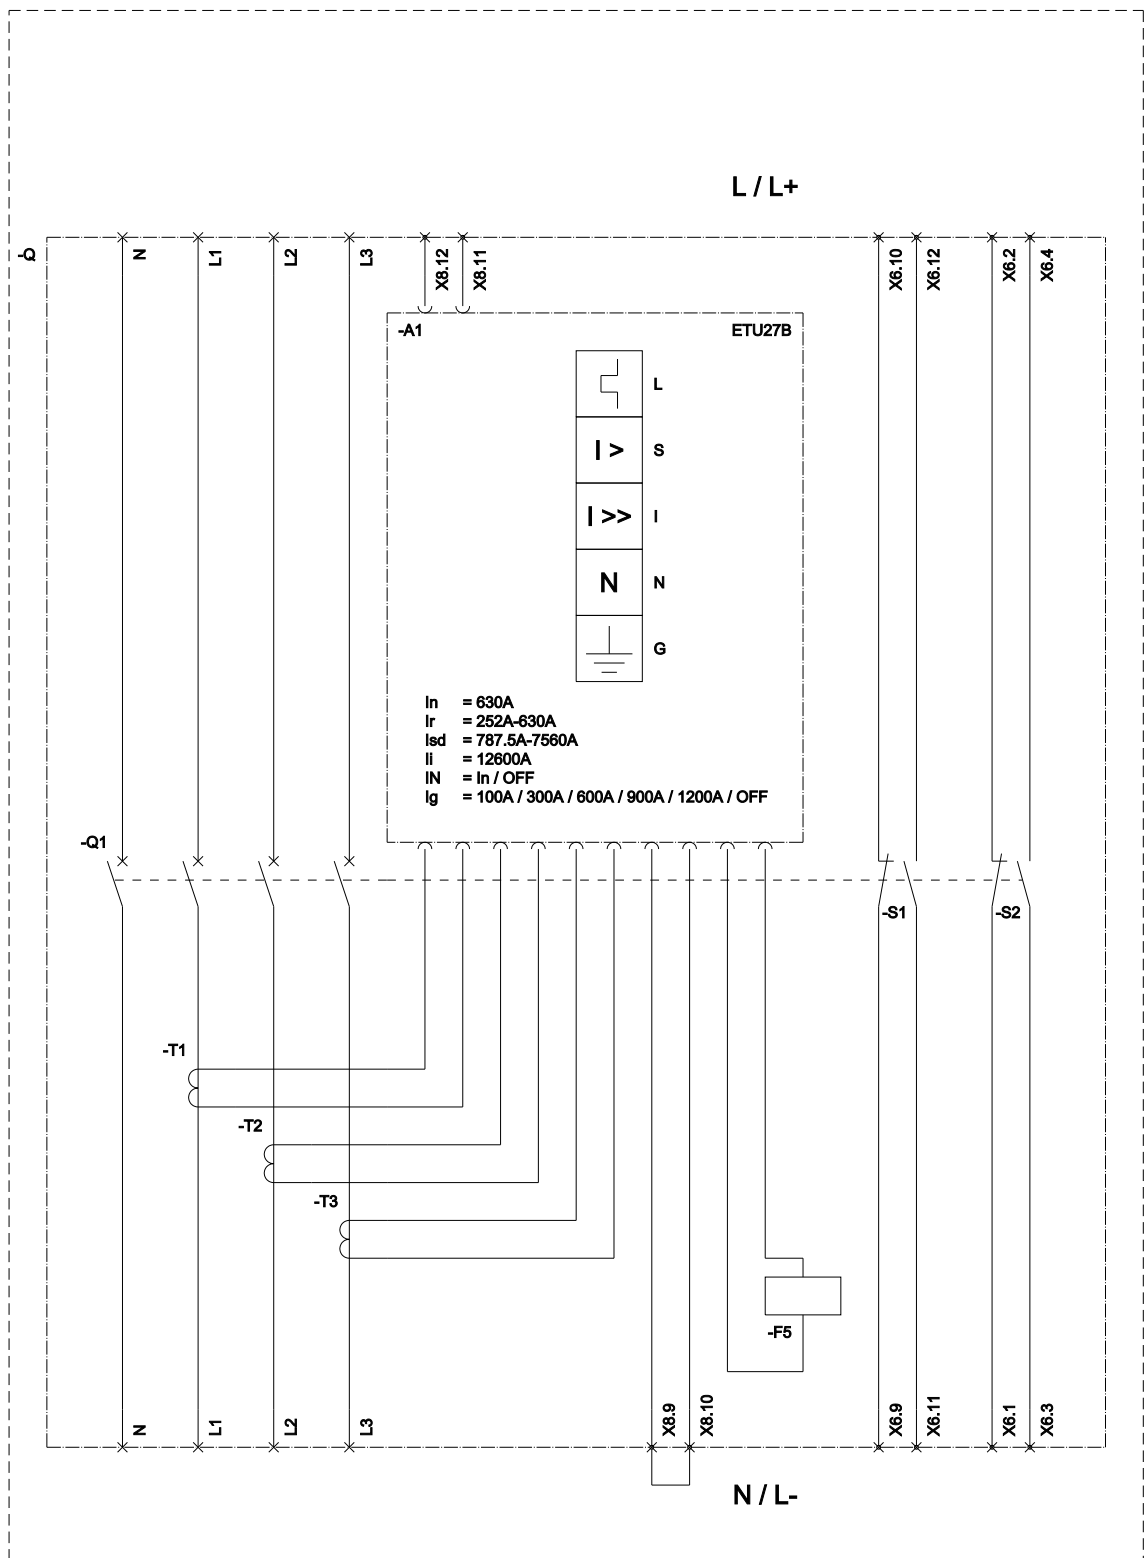 L / L+
-Q
N
L1
L2
L3
X8.12
X8.11
X6.10
X6.12
X6.2
X6.4
-A1
ETU27B
L
I >
S
I >>
I
N
N
G
In = 630A
Ir = 252A-630A
Isd = 787.5A-7560A
Ii = 12600A
IN = In / OFF
Ig = 100A / 300A / 600A / 900A / 1200A / OFF
-Q1
-S1
-S2
-T1
-T2
-T3
-F5
N
L1
L2
L3
X8.9
X8.10
X6.9
X6.11
X6.1
X6.3
N / L-